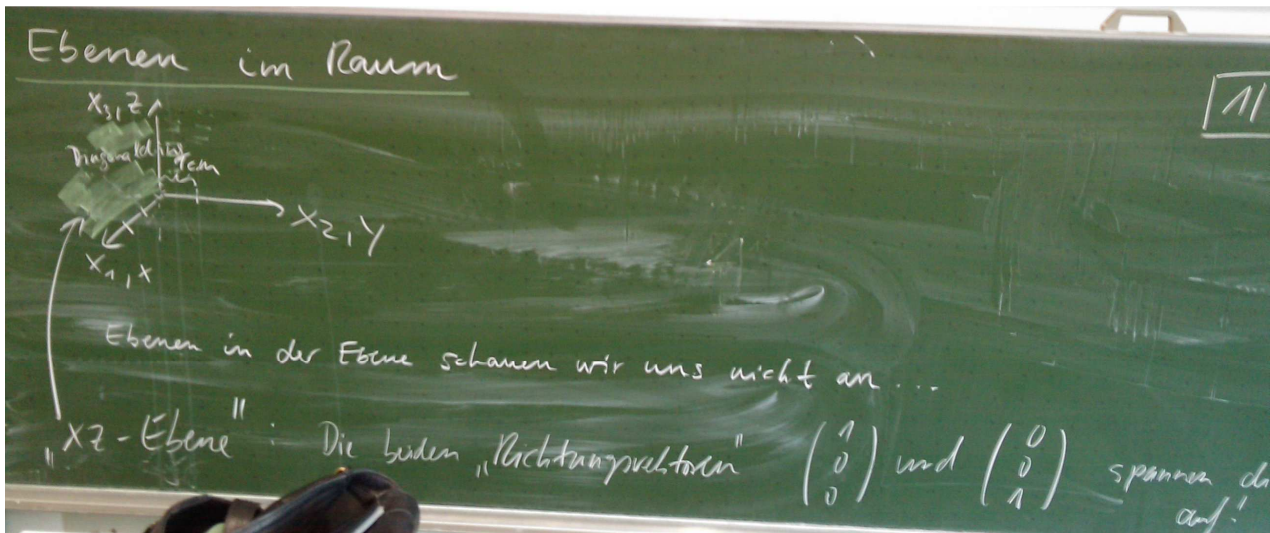 Ebenen im Raum
11
X3, Z
1cm
X2, Y
X1, X
Ebenen in der Ebene schauen wir uns nicht an ...
„XZ-Ebene": Die beiden „Richtungsvektoren" (1 0 0) und (0 0 1) spannen
auf!